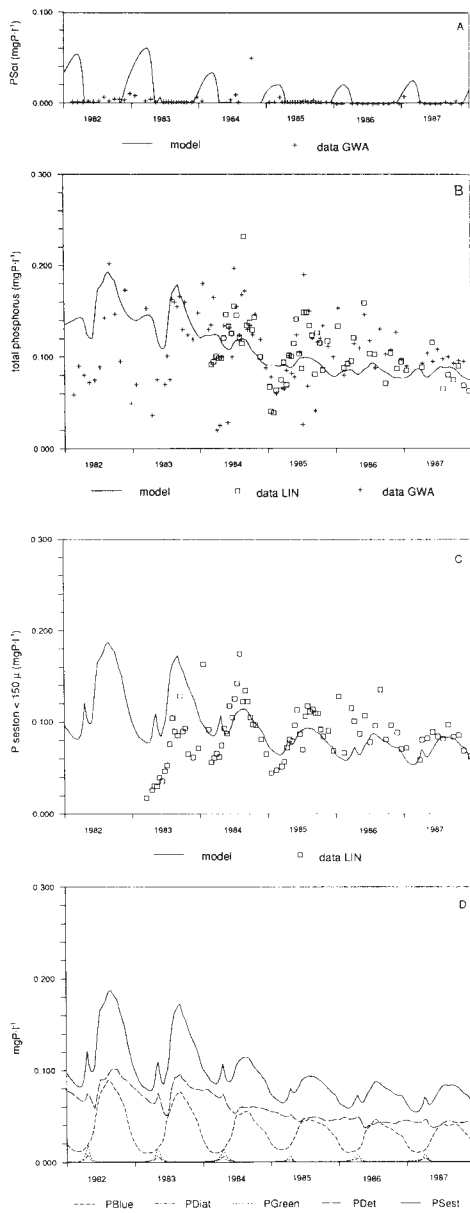 A
0.100
PSol (mgP·l⁻¹)
0.000
1982 1983 1984 1985 1986 1987
model data GWA
B
0.300
0.200
total phosphorus (mgP·l⁻¹)
0.100
0.000
1982 1983 1984 1985 1986 1987
model data LIN data GWA
C
0.300
0.200
P seston < 150 μ (mgP·l⁻¹)
0.100
0.000
1982 1983 1984 1985 1986 1987
model data LIN
D
0.300
0.200
mgP·l⁻¹
0.100
0.000
1982 1983 1984 1985 1986 1987
PBlue PDiat PGreen PDet PSest